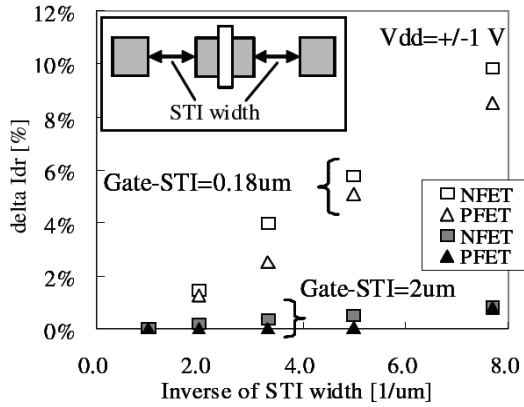 12%
10%
8%
6%
4%
2%
0%
delta Idr [%]
STI width
Vdd=+/-1 V
Gate-STI=0.18um
Gate-STI=2um
NFET
PFET
NFET
PFET
0.0 2.0 4.0 6.0 8.0
Inverse of STI width [1/um]